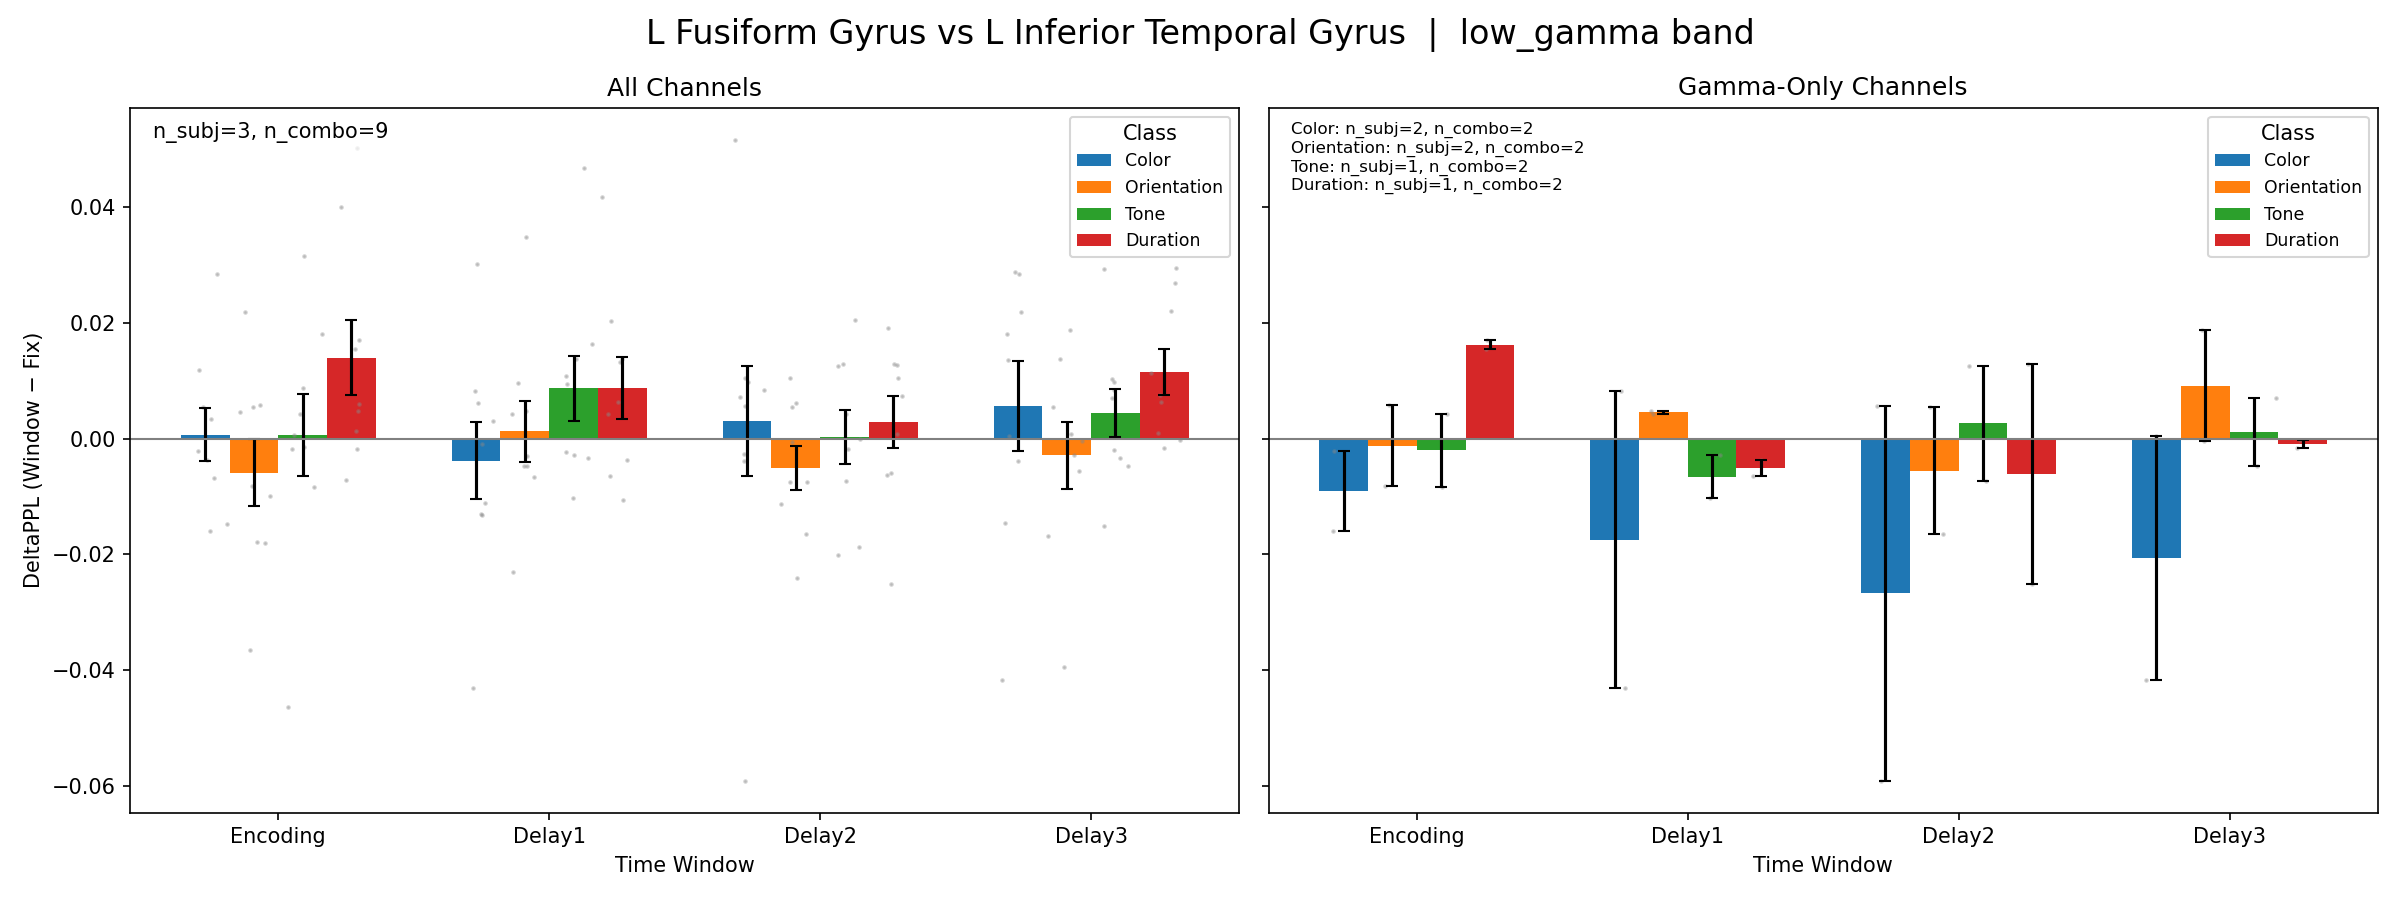 L Fusiform Gyrus vs L Inferior Temporal Gyrus | low_gamma band
All Channels
n_subj=3, n_combo=9
Class
Color
Orientation
Tone
Duration
DeltaPPL (Window − Fix)
0.04
0.02
0.00
−0.02
−0.04
−0.06
Encoding
Delay1
Delay2
Delay3
Time Window
Gamma-Only Channels
Color: n_subj=2, n_combo=2
Orientation: n_subj=2, n_combo=2
Tone: n_subj=1, n_combo=2
Duration: n_subj=1, n_combo=2
Class
Color
Orientation
Tone
Duration
Encoding
Delay1
Delay2
Delay3
Time Window